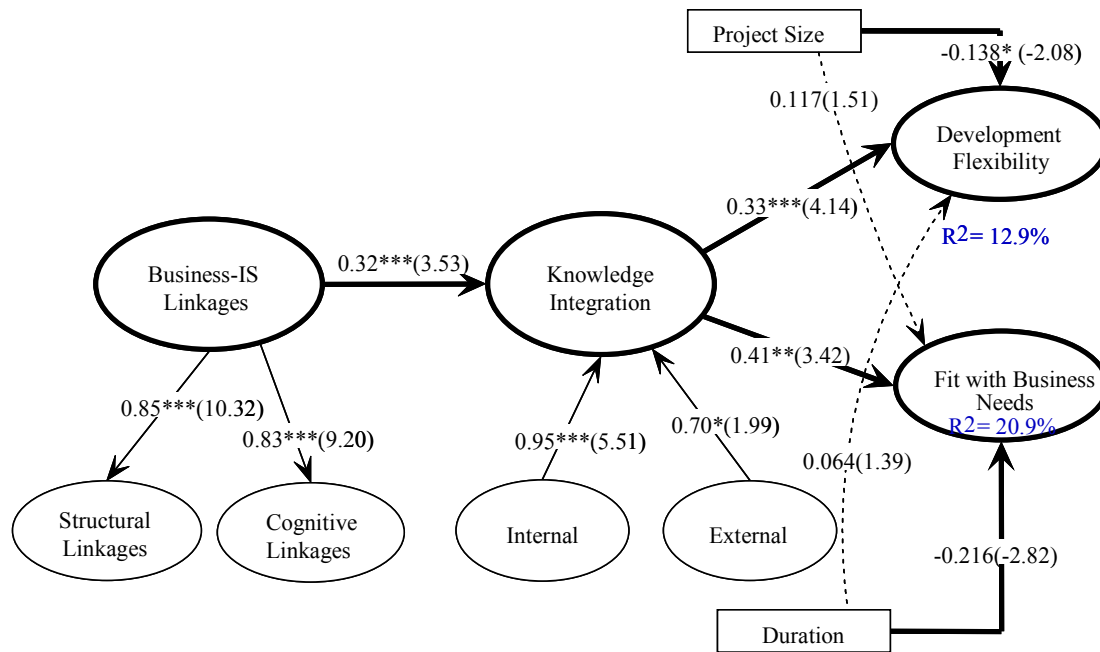 Project Size
-0.138* (-2.08)
0.117(1.51)
Development
Flexibility
0.33***(4.14)
R2= 12.9%
Business-IS
Linkages
0.32***(3.53)
Knowledge
Integration
0.41**(3.42)
Fit with Business
Needs
R2= 20.9%
0.85***(10.32)
0.83***(9.20)
0.95***(5.51)
0.70*(1.99)
0.064(1.39)
Structural
Linkages
Cognitive
Linkages
Internal
External
-0.216(-2.82)
Duration